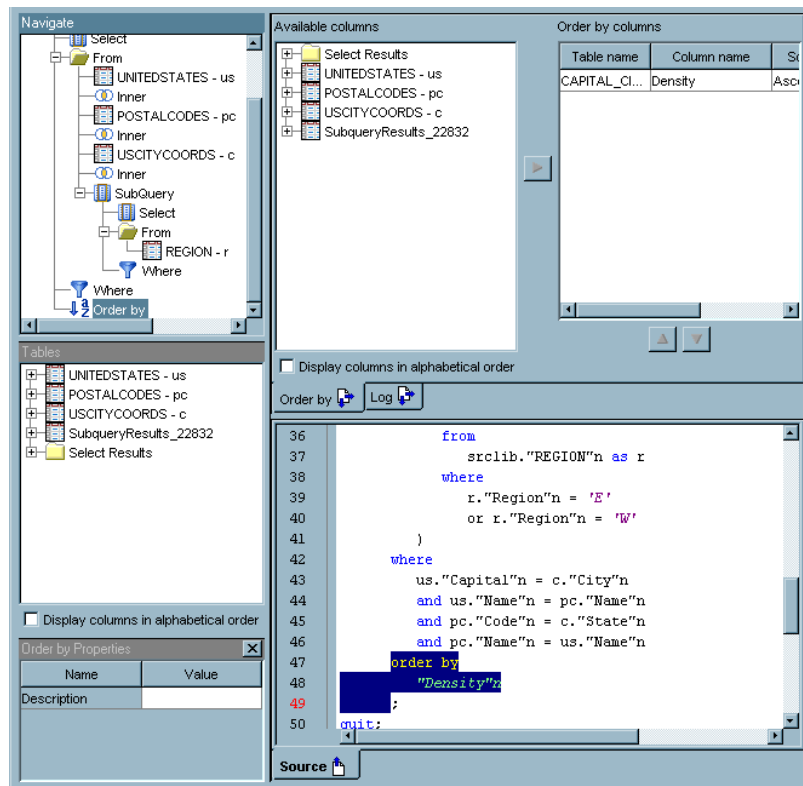 Navigate
Select
From
UNITEDSTATES - us
Inner
POSTALCODES - pc
Inner
USCITYCOORDS - c
Inner
SubQuery
Select
From
REGION - r
Where
Where
Order by
Tables
UNITEDSTATES - us
POSTALCODES - pc
USCITYCOORDS - c
SubqueryResults_22832
Select Results
Display columns in alphabetical order
Order by Properties
Name Value
Description
Available columns
Select Results
UNITEDSTATES - us
POSTALCODES - pc
USCITYCOORDS - c
SubqueryResults_22832
Display columns in alphabetical order
Order by columns
Table name Column name So
CAPITAL_CI... Density Asce
Order by Log
36 from
37 srclib."REGION"n as r
38 where
39 r."Region"n = 'E'
40 or r."Region"n = 'W'
41 )
42 where
43 us."Capital"n = c."City"n
44 and us."Name"n = pc."Name"n
45 and pc."Code"n = c."State"n
46 and pc."Name"n = us."Name"n
47 order by
48 "Density"n
49 ;
50 quit;
Source